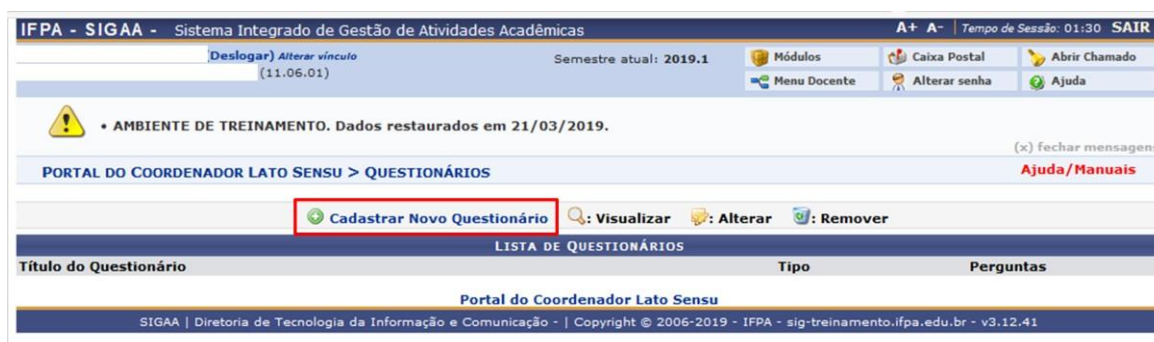 IFPA - SIGAA - Sistema Integrado de Gestão de Atividades Acadêmicas A+ A- | Tempo de Sessão: 01:30 SAIR
(Deslogar) Alterar vínculo Semestre atual: 2019.1 Módulos Caixa Postal Abrir Chamado
(11.06.01) Menu Docente Alterar senha Ajuda
• AMBIENTE DE TREINAMENTO. Dados restaurados em 21/03/2019.
(x) fechar mensagens
PORTAL DO COORDENADOR LATO SENSU > QUESTIONÁRIOS Ajuda/Manuais
Cadastrar Novo Questionário : Visualizar : Alterar : Remover
LISTA DE QUESTIONÁRIOS
Título do Questionário Tipo Perguntas
Portal do Coordenador Lato Sensu
SIGAA | Diretoria de Tecnologia da Informação e Comunicação - | Copyright © 2006-2019 - IFPA - sig-treinamento.ifpa.edu.br - v3.12.41